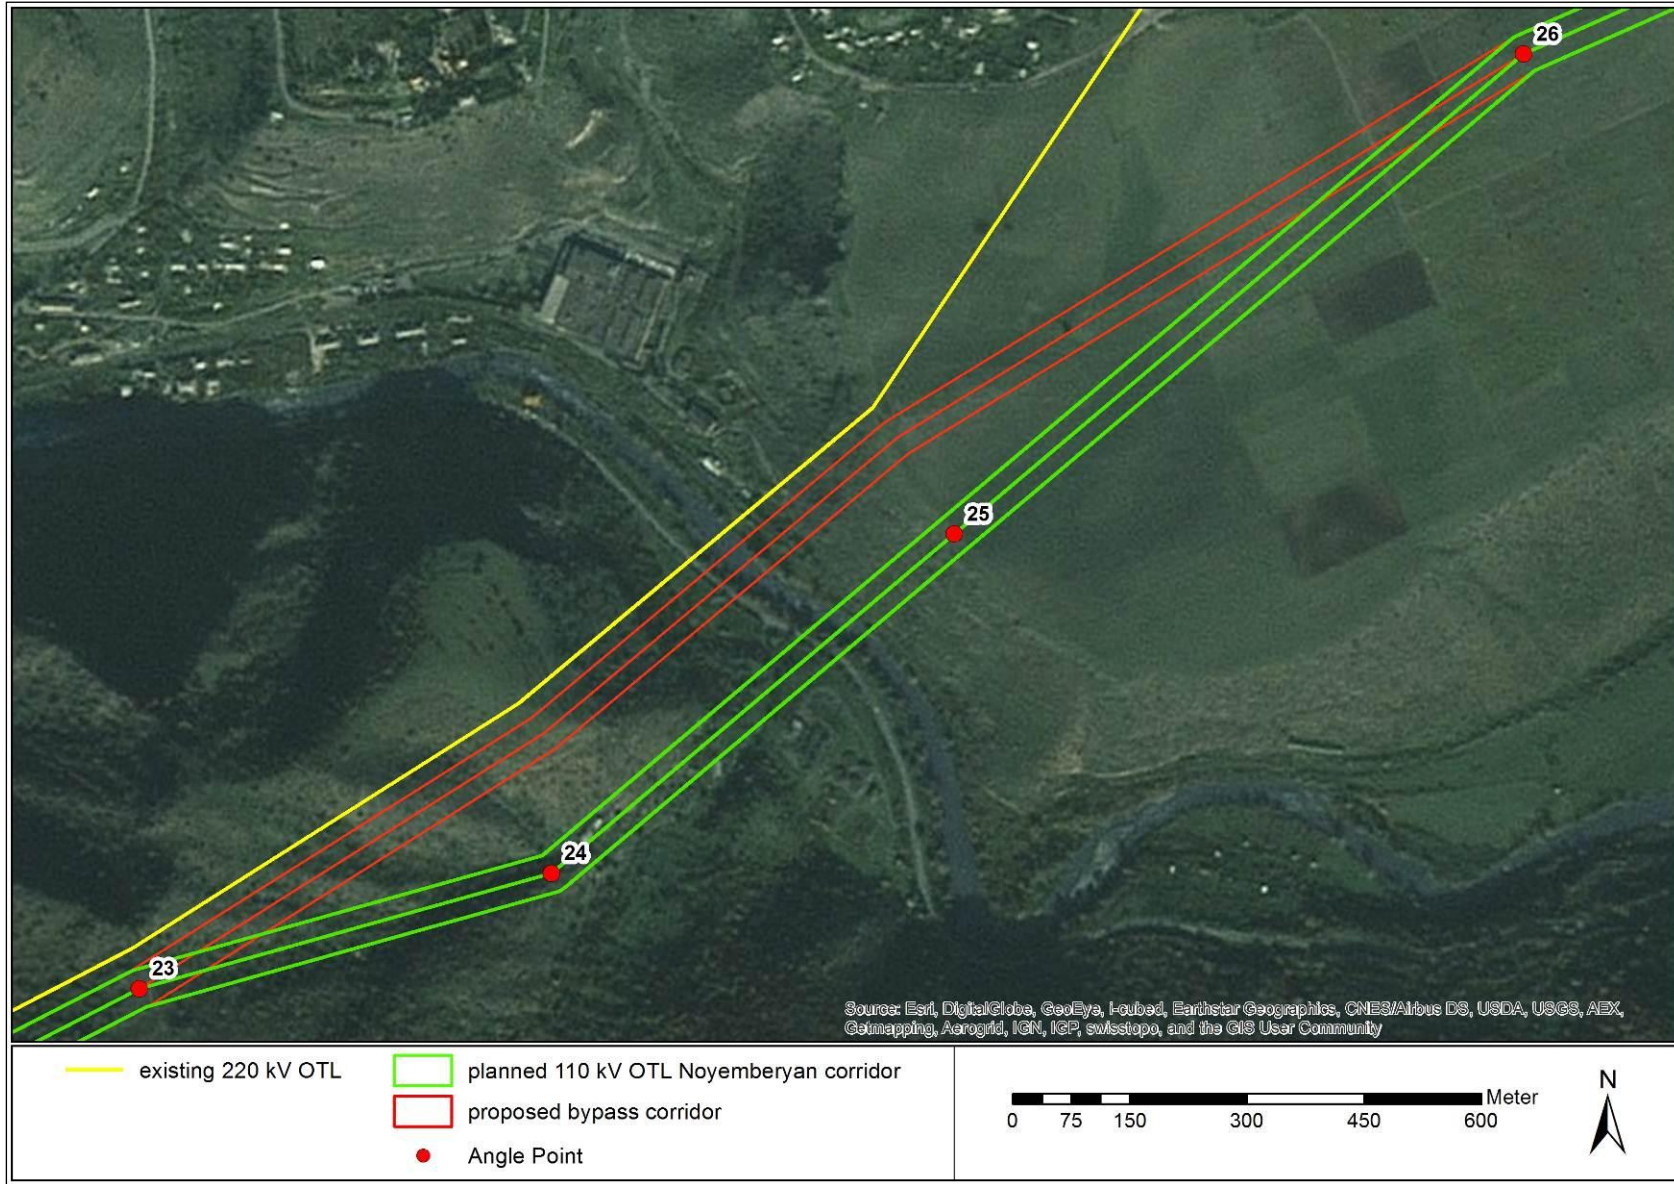 26
25
24
23
Source: Esri, DigitalGlobe, GeoEye, i-cubed, Earthstar Geographics, CNES/Airbus DS, USDA, USGS, AEX,
Getmapping, Aerogrid, IGN, IGP, swisstopo, and the GIS User Community
existing 220 kV OTL
planned 110 kV OTL Noyemberyan corridor
proposed bypass corridor
Angle Point
Meter
0 75 150 300 450 600
N